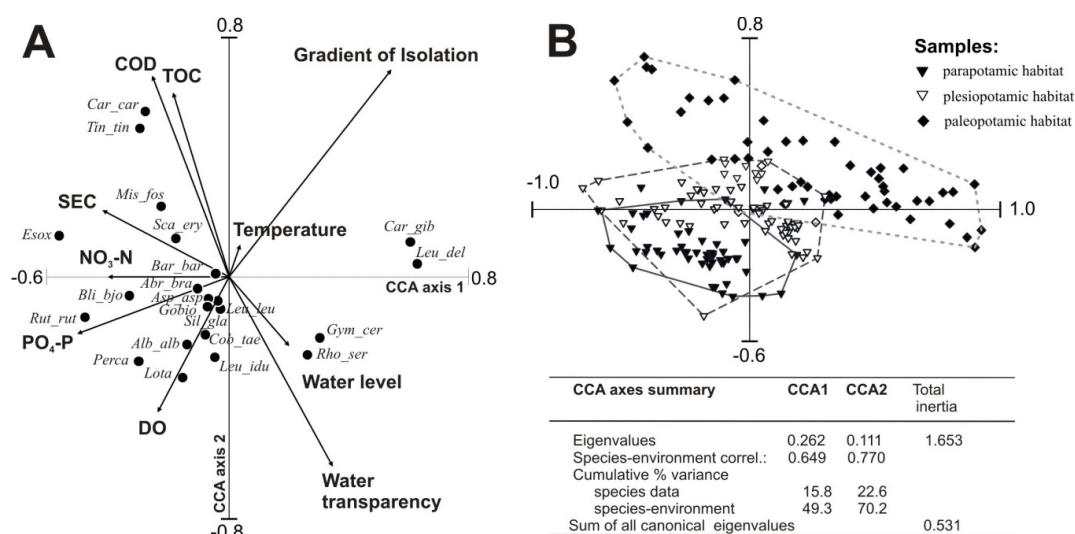 A
0.8
COD
TOC
Gradient of Isolation
Car_car
Tin_tin
Mis_fos
SEC
Sca_ery
Temperature
Car_gib
Esox
Leu_del
NO3-N
Bar_bar
-0.6
0.8
Abr_bra
CCA axis 1
Bli_bjo
Asp_asp
Gobio
Leu_leu
Rut_rut
Sil_gla
PO4-P
Alb_alb
Cob_tae
Gym_cer
Rho_ser
Perca
Leu_idu
Lota
Water level
DO
CCA axis 2
Water
transparency
-0.8
B
0.8
Samples:
parapotamic habitat
plesiopotamic habitat
paleopotamic habitat
-1.0
1.0
-0.6
CCA axes summary CCA1 CCA2 Total
inertia
Eigenvalues 0.262 0.111 1.653
Species-environment correl.: 0.649 0.770
Cumulative % variance
species data 15.8 22.6
species-environment 49.3 70.2
Sum of all canonical eigenvalues 0.531